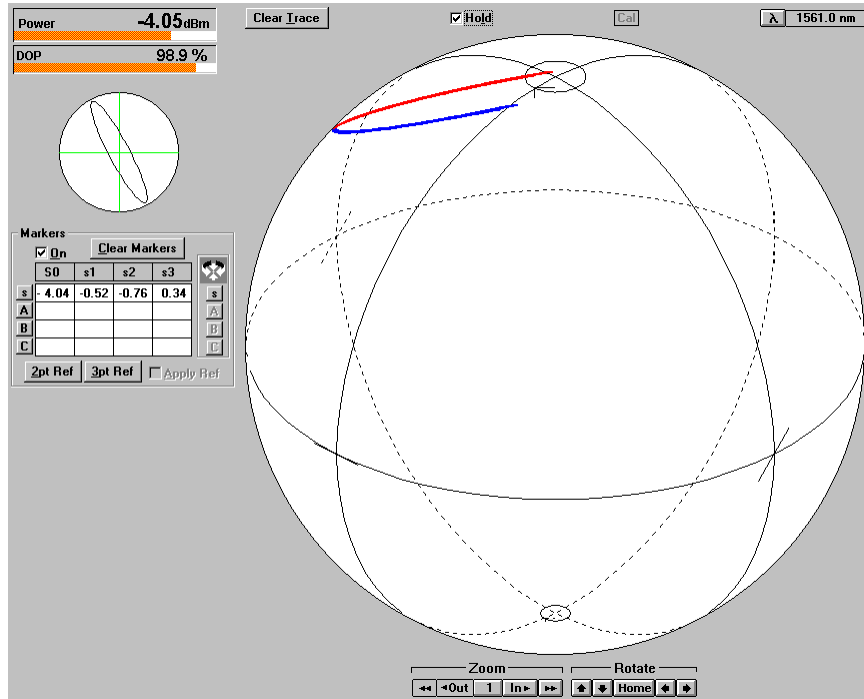 Power -4.05dBm
DOP 98.9 %
Clear Trace Hold Cal λ 1561.0 nm
Markers
On Clear Markers
S0 s1 s2 s3
s - 4.04 -0.52 -0.76 0.34 s
A A
B B
C C
2pt Ref 3pt Ref Apply Ref
Zoom Rotate
Out 1 In Home